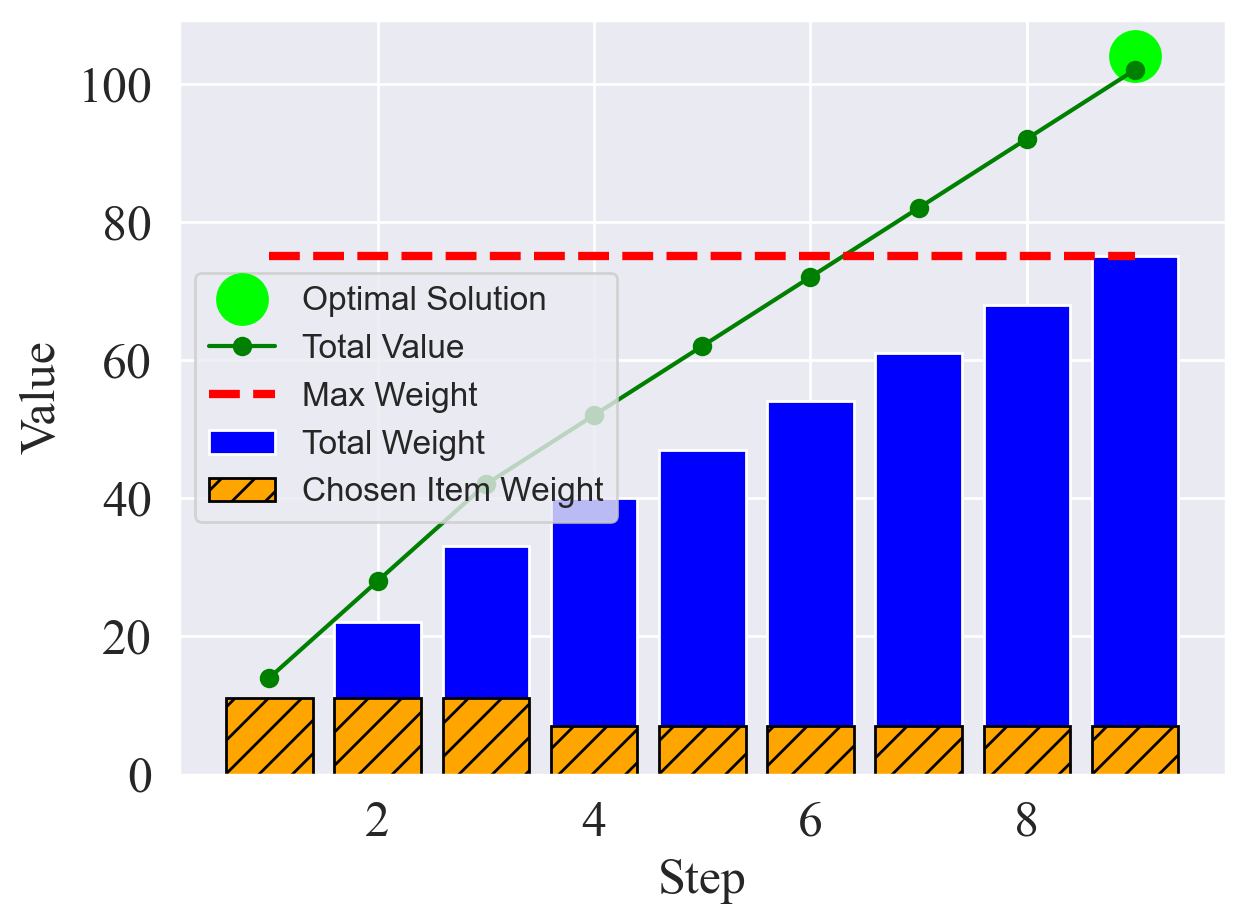 100
80
60
40
20
0
Value
Optimal Solution
Total Value
Max Weight
Total Weight
Chosen Item Weight
2 4 6 8
Step